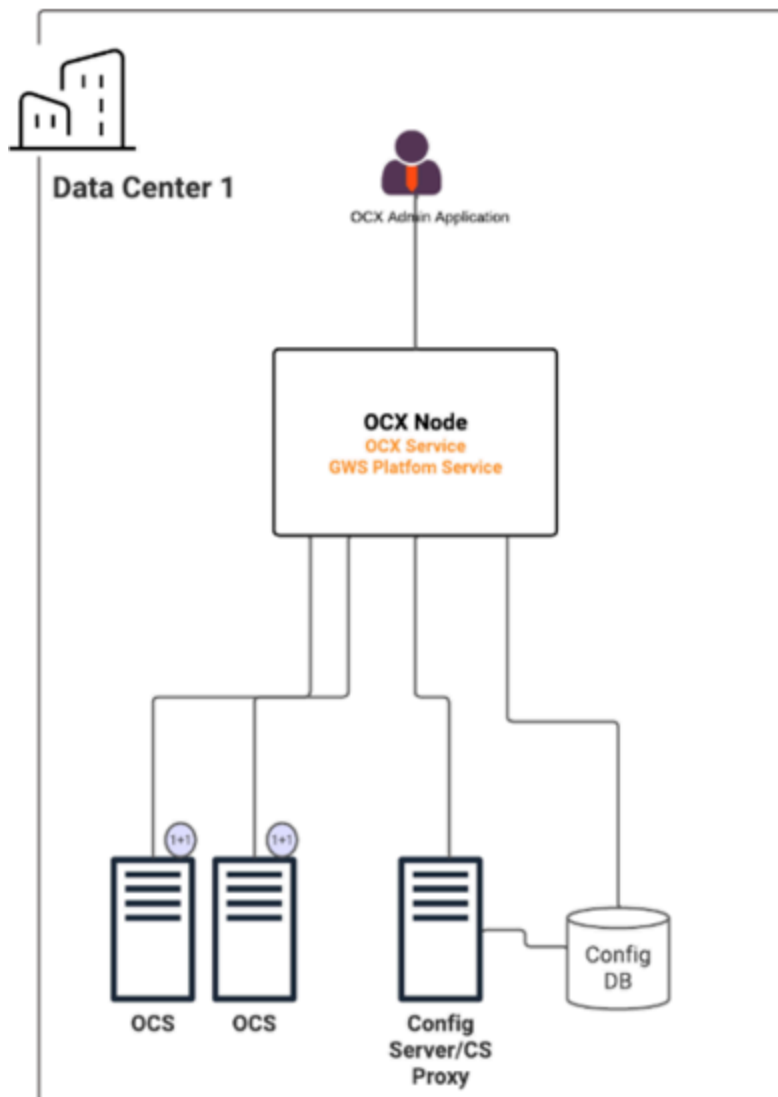 Data Center 1
OCX Admin Application
OCX Node
OCX Service
GWS Platfom Service
1+1
1+1
OCS
OCS
Config
Server/CS
Proxy
Config
DB